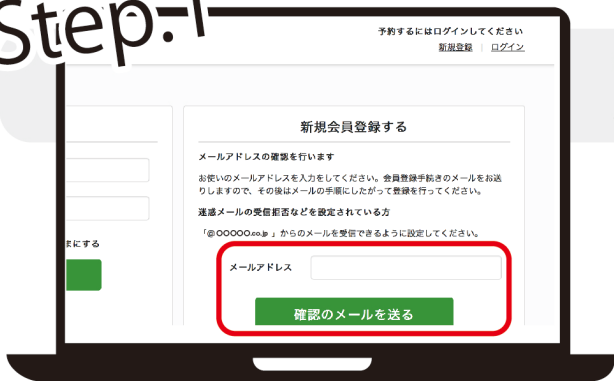 Step.1
予約するにはログインしてください
新規登録 | ログイン
新規会員登録する
メールアドレスの確認を行います
お使いのメールアドレスを入力をしてください。会員登録手続きのメールをお送
りしますので、その後はメールの手順にしたがって登録を行ってください。
迷惑メールの受信拒否などを設定されている方
「@OOOOO.co.jp 」からのメールを受信できるように設定してください。
まにする
メールアドレス
確認のメールを送る